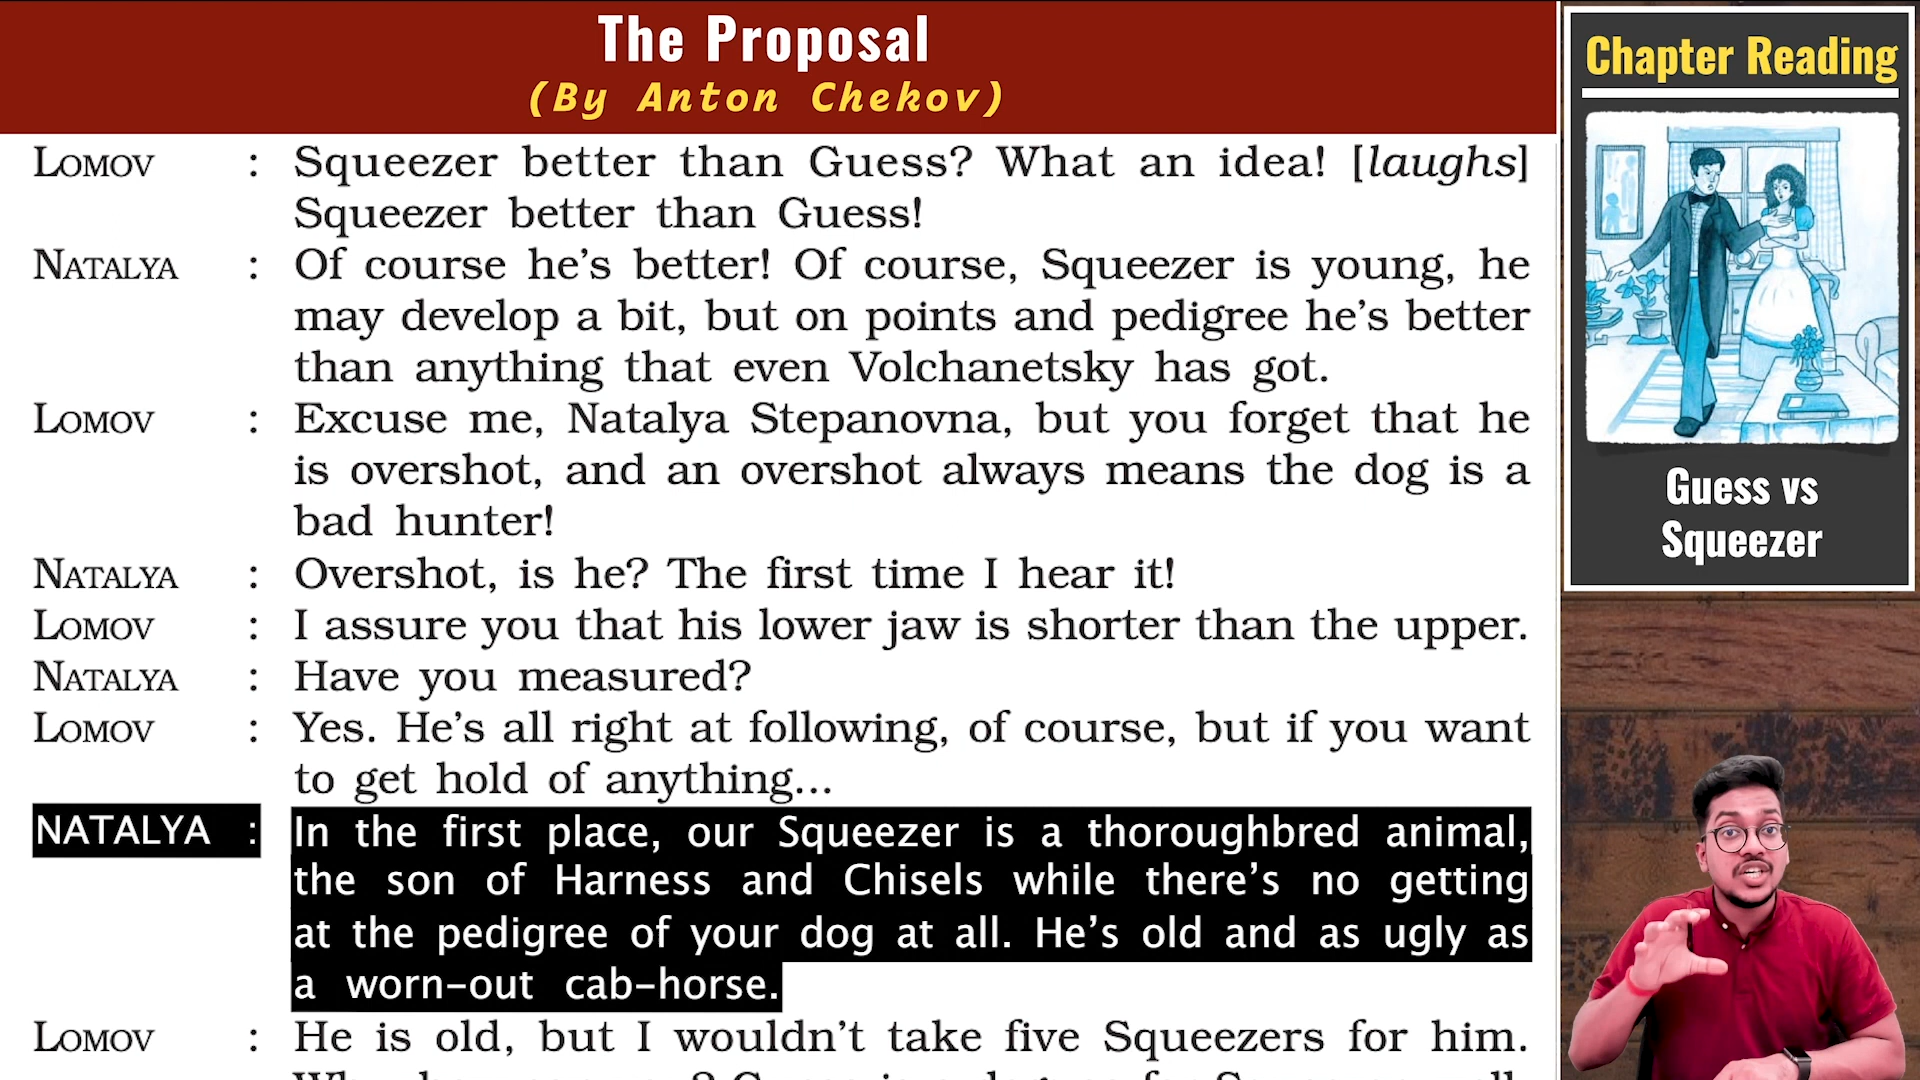 The Proposal
(By Anton Chekov)
LOMOV : Squeezer better than Guess? What an idea! [laughs]
Squeezer better than Guess!
NATALYA : Of course he's better! Of course, Squeezer is young, he
may develop a bit, but on points and pedigree he's better
than anything that even Volchanetsky has got.
LOMOV : Excuse me, Natalya Stepanovna, but you forget that he
is overshot, and an overshot always means the dog is a
bad hunter!
NATALYA : Overshot, is he? The first time I hear it!
LOMOV : I assure you that his lower jaw is shorter than the upper.
NATALYA : Have you measured?
LOMOV : Yes. He's all right at following, of course, but if you want
to get hold of anything...
NATALYA : In the first place, our Squeezer is a thoroughbred animal,
the son of Harness and Chisels while there's no getting
at the pedigree of your dog at all. He's old and as ugly as
a worn-out cab-horse.
LOMOV : He is old, but I wouldn't take five Squeezers for him.
Chapter Reading
Guess vs
Squeezer